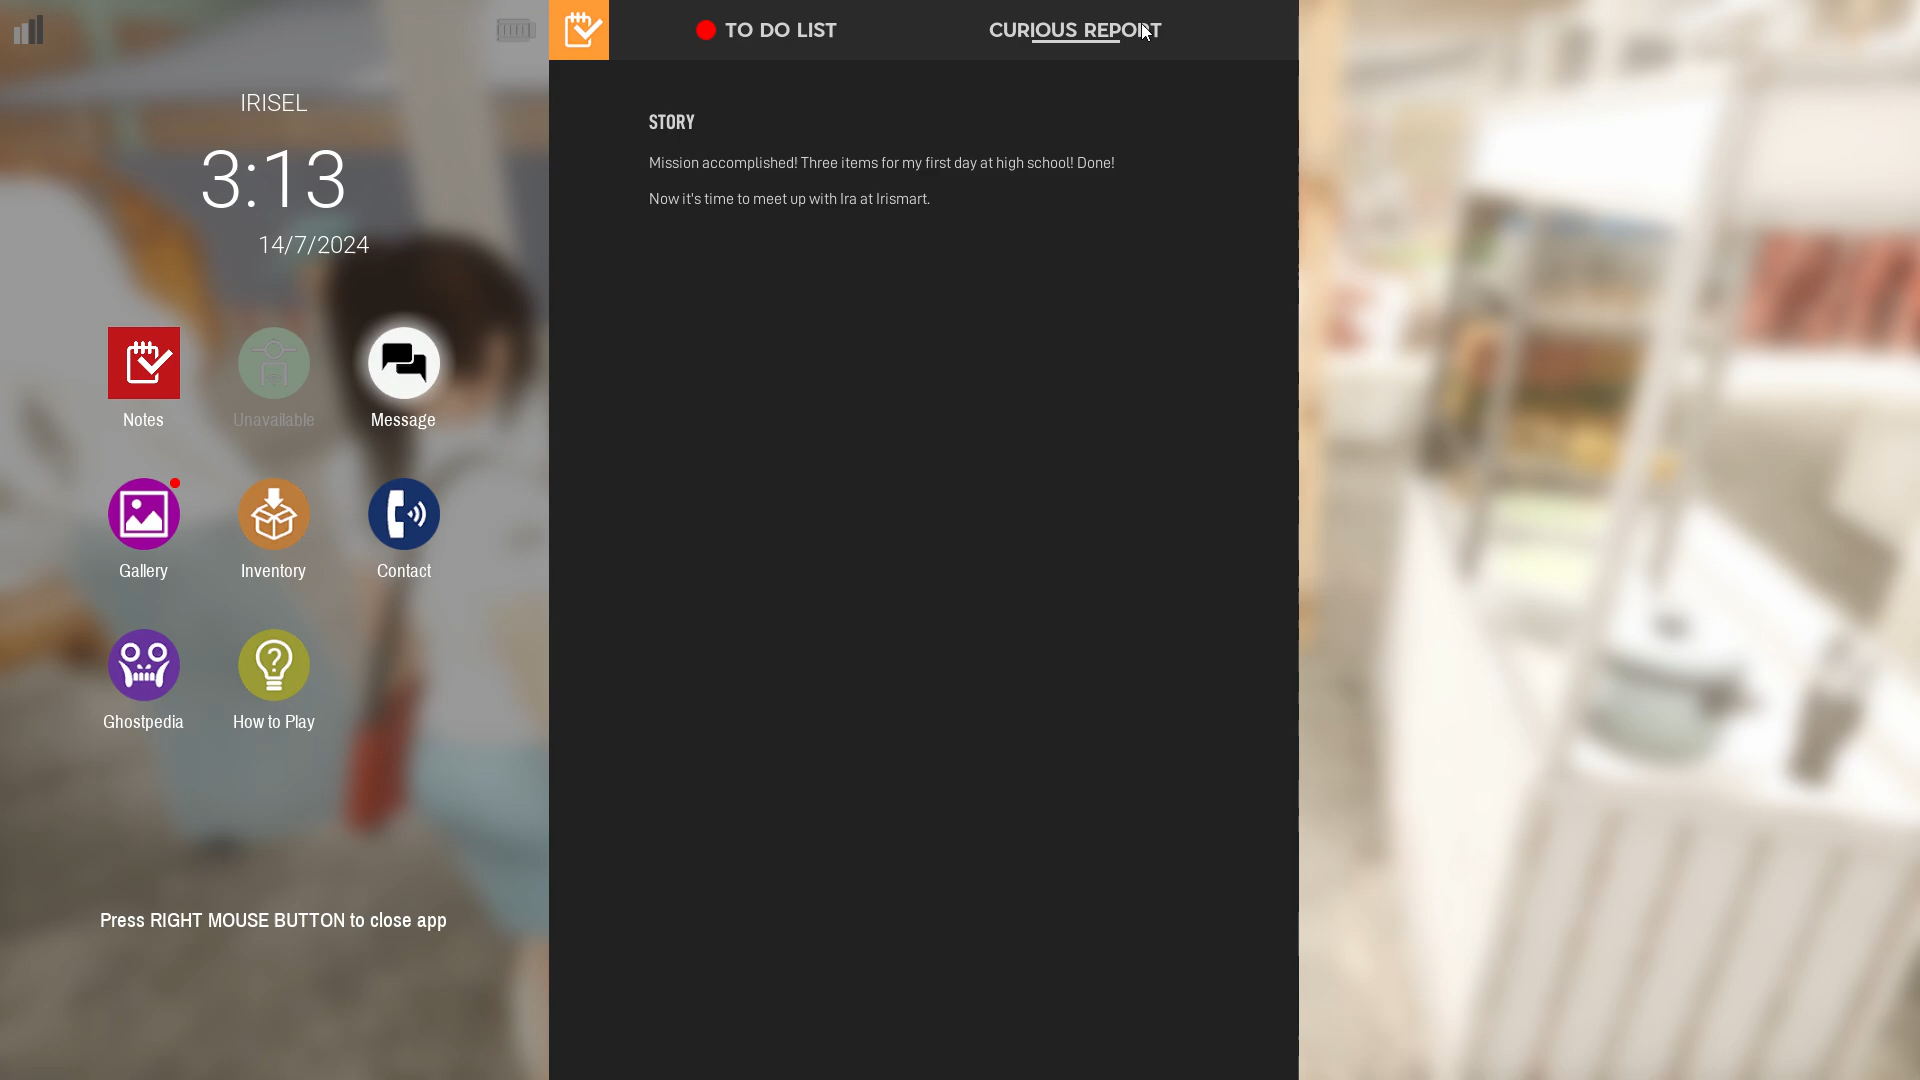 IRISEL
3:13
14/7/2024
Notes
Unavailable
Message
Gallery
Inventory
Contact
Ghostpedia
How to Play
Press RIGHT MOUSE BUTTON to close app
TO DO LIST
CURIOUS REPORT
STORY
Mission accomplished! Three items for my first day at high school! Done!
Now it's time to meet up with Ira at Irismart.